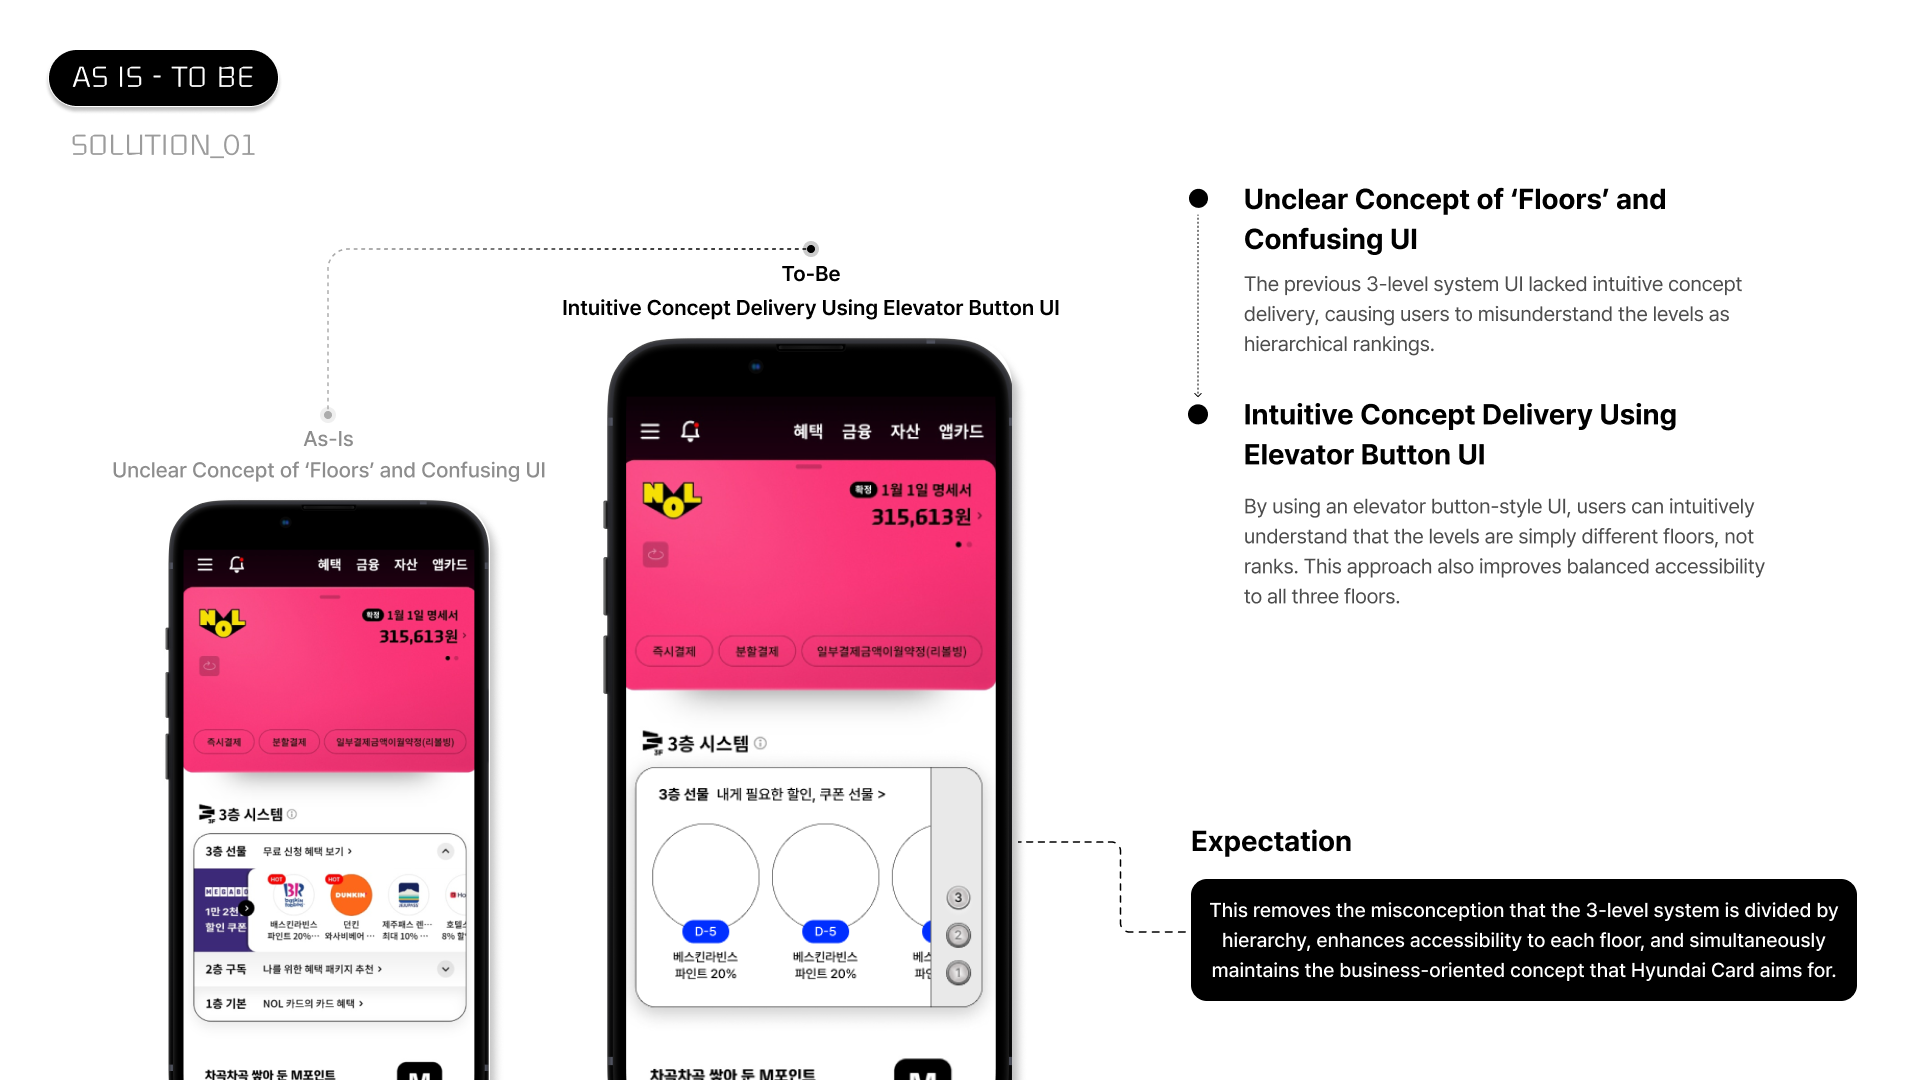 AS IS - TO BE
SOLUTION_01
To-Be
Intuitive Concept Delivery Using Elevator Button UI
As-Is
Unclear Concept of ‘Floors’ and Confusing UI
혜택 금융 자산 앱카드
NOL
확정 1월 1일 명세서
315,613원 >
즉시결제 분할결제 일부결제금액이월약정(리볼빙)
3F 3층 시스템
3층 선물 무료 신청 혜택 보기 >
MEGABO
1만 2천
할인 쿠폰
HOT
BR
baskin robbins
배스킨라빈스
파인트 20%…
HOT
DUNKIN
던킨
와사비베어 …
제주패스 렌…
최대 10% …
호텔
8% 할
2층 구독 나를 위한 혜택 패키지 추천 >
1층 기본 NOL 카드의 카드 혜택 >
차곡차곡 쌓아 둔 M포인트
M
혜택 금융 자산 앱카드
NOL
확정 1월 1일 명세서
315,613원 >
즉시결제 분할결제 일부결제금액이월약정(리볼빙)
3F 3층 시스템
3층 선물 내게 필요한 할인, 쿠폰 선물 >
D-5
베스킨라빈스
파인트 20%
D-5
베스킨라빈스
파인트 20%
3
2
1
차곡차곡 쌓아 둔 M포인트
M
Unclear Concept of ‘Floors’ and
Confusing UI
The previous 3-level system UI lacked intuitive concept
delivery, causing users to misunderstand the levels as
hierarchical rankings.
Intuitive Concept Delivery Using
Elevator Button UI
By using an elevator button-style UI, users can intuitively
understand that the levels are simply different floors, not
ranks. This approach also improves balanced accessibility
to all three floors.
Expectation
This removes the misconception that the 3-level system is divided by
hierarchy, enhances accessibility to each floor, and simultaneously
maintains the business-oriented concept that Hyundai Card aims for.